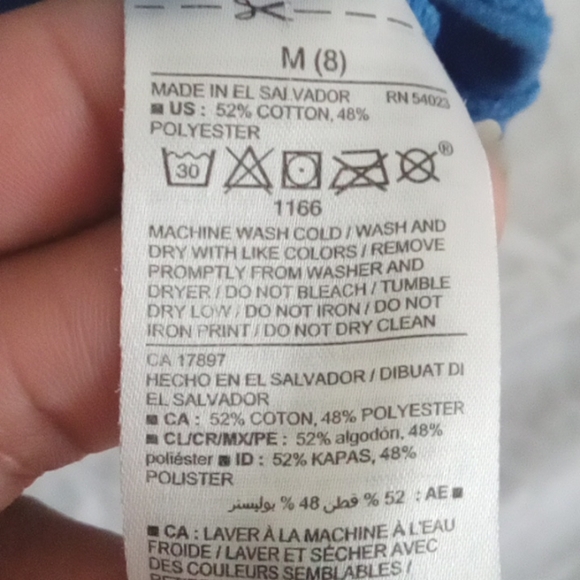 M (8)
MADE IN EL SALVADOR RN 54023
US : 52% COTTON, 48%
POLYESTER
30 ®
1166
MACHINE WASH COLD / WASH AND
DRY WITH LIKE COLORS / REMOVE
PROMPTLY FROM WASHER AND
DRYER / DO NOT BLEACH / TUMBLE
DRY LOW / DO NOT IRON / DO NOT
IRON PRINT / DO NOT DRY CLEAN
CA 17897
HECHO EN EL SALVADOR / DIBUAT DI
EL SALVADOR
CA : 52% COTON, 48% POLYESTER
CL/CR/MX/PE : 52% algodón, 48%
poliéster ID : 52% KAPAS, 48%
POLISTER
AE : 52 % قطن 48 % بوليستر
CA : LAVER À LA MACHINE À L'EAU
FROIDE / LAVER ET SÉCHER AVEC
DES COULEURS SEMBLABLES /